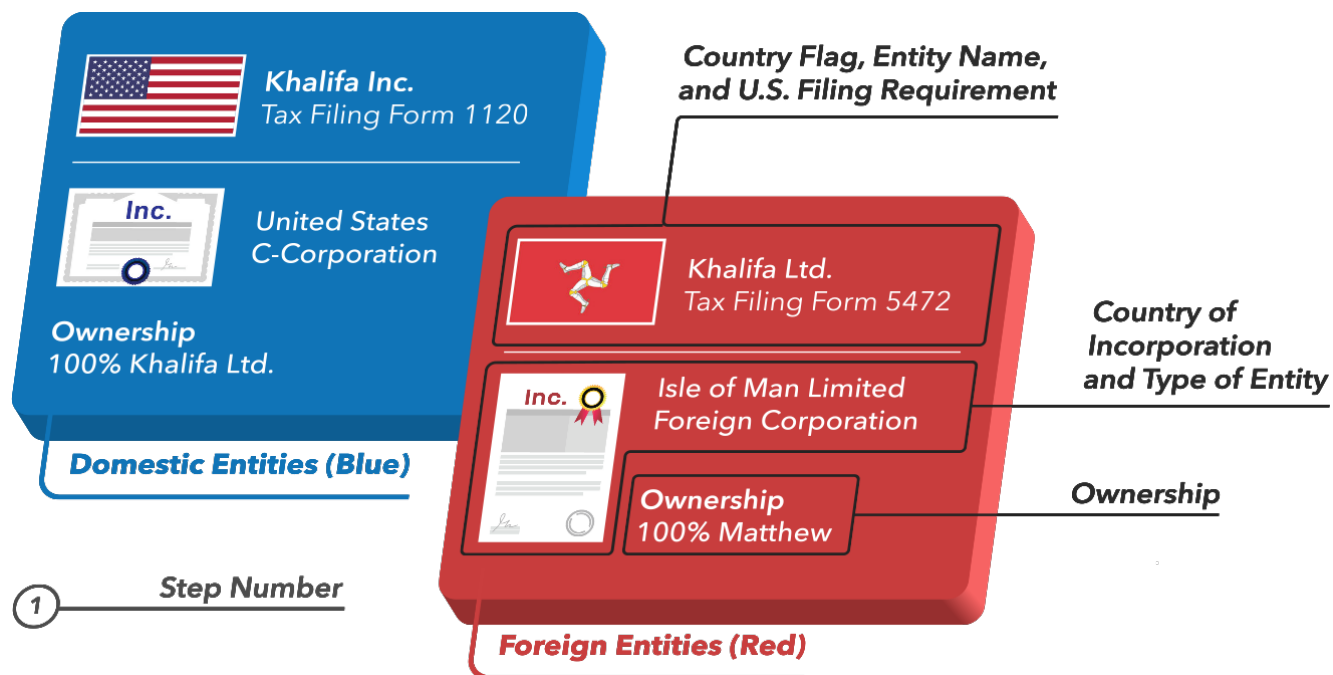 Khalifa Inc.
Tax Filing Form 1120
Inc.
United States
C-Corporation
Ownership
100% Khalifa Ltd.
Domestic Entities (Blue)
Country Flag, Entity Name,
and U.S. Filing Requirement
Khalifa Ltd.
Tax Filing Form 5472
Inc.
Isle of Man Limited
Foreign Corporation
Country of
Incorporation
and Type of Entity
Ownership
100% Matthew
Ownership
1
Step Number
Foreign Entities (Red)